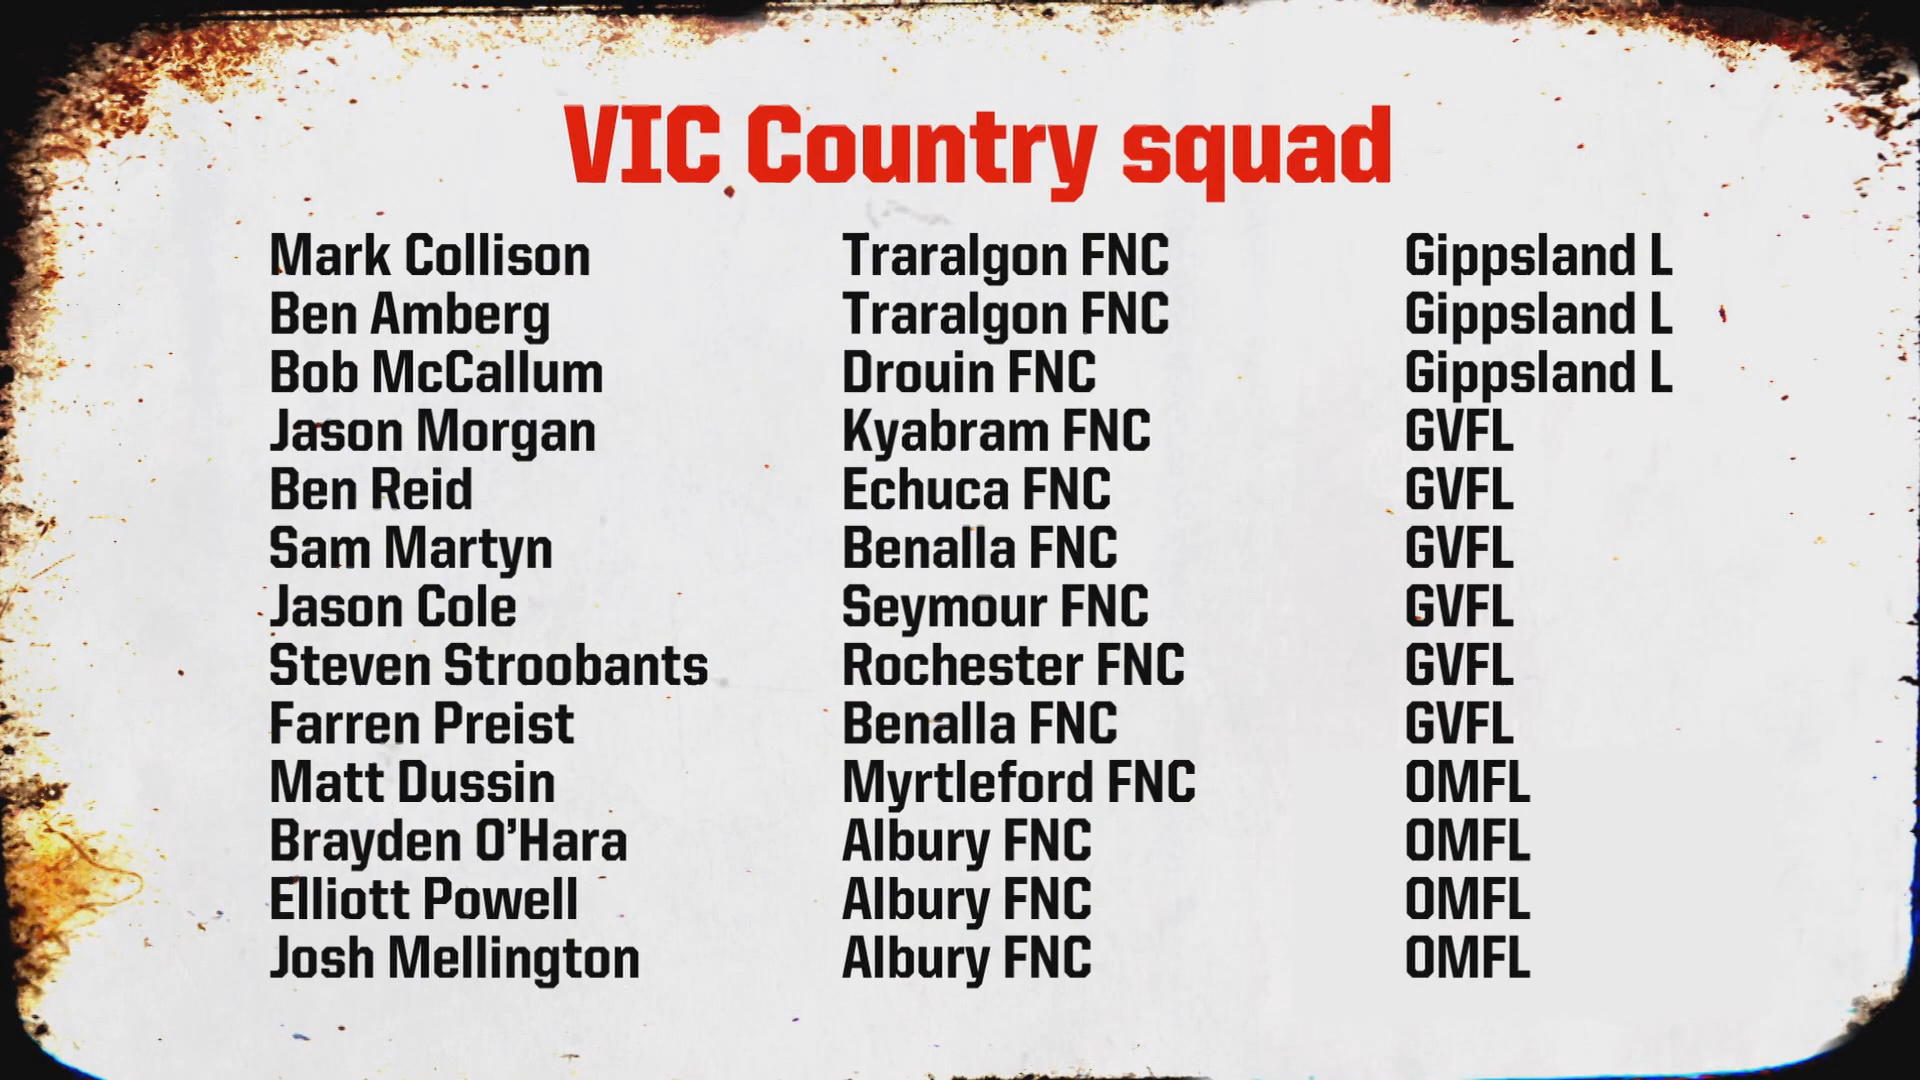 VIC Country squad
Mark Collison Traralgon FNC Gippsland L
Ben Amberg Traralgon FNC Gippsland L
Bob McCallum Drouin FNC Gippsland L
Jason Morgan Kyabram FNC GVFL
Ben Reid Echuca FNC GVFL
Sam Martyn Benalla FNC GVFL
Jason Cole Seymour FNC GVFL
Steven Stroobants Rochester FNC GVFL
Farren Preist Benalla FNC GVFL
Matt Dussin Myrtleford FNC OMFL
Brayden O’Hara Albury FNC OMFL
Elliott Powell Albury FNC OMFL
Josh Mellington Albury FNC OMFL